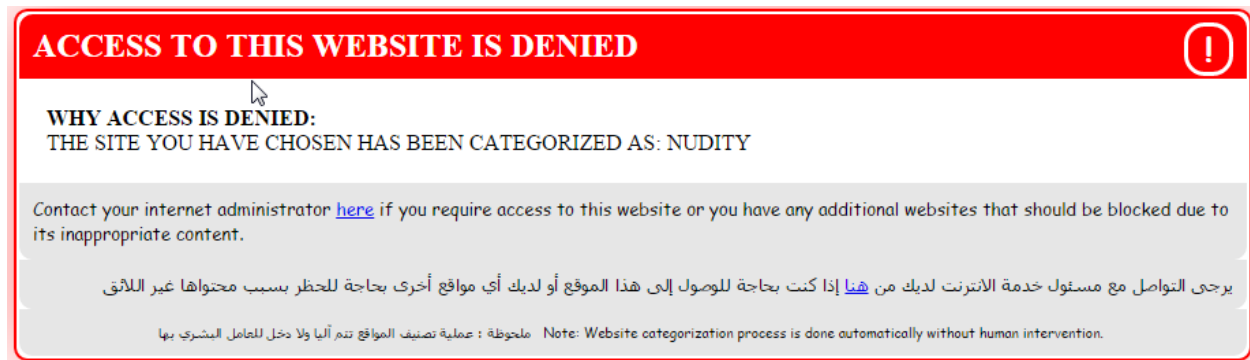 ACCESS TO THIS WEBSITE IS DENIED
!
WHY ACCESS IS DENIED:
THE SITE YOU HAVE CHOSEN HAS BEEN CATEGORIZED AS: NUDITY
Contact your internet administrator here if you require access to this website or you have any additional websites that should be blocked due to
its inappropriate content.
يرجى التواصل مع مسئول خدمة الانترنت لديك من هنا إذا كنت بحاجة للوصول إلى هذا الموقع أو لديك أي مواقع أخرى بحاجة للحظر بسبب محتواها غير اللائق
ملحوظة : عملية تصنيف المواقع تتم آليا ولا دخل للعامل البشري بها Note: Website categorization process is done automatically without human intervention.